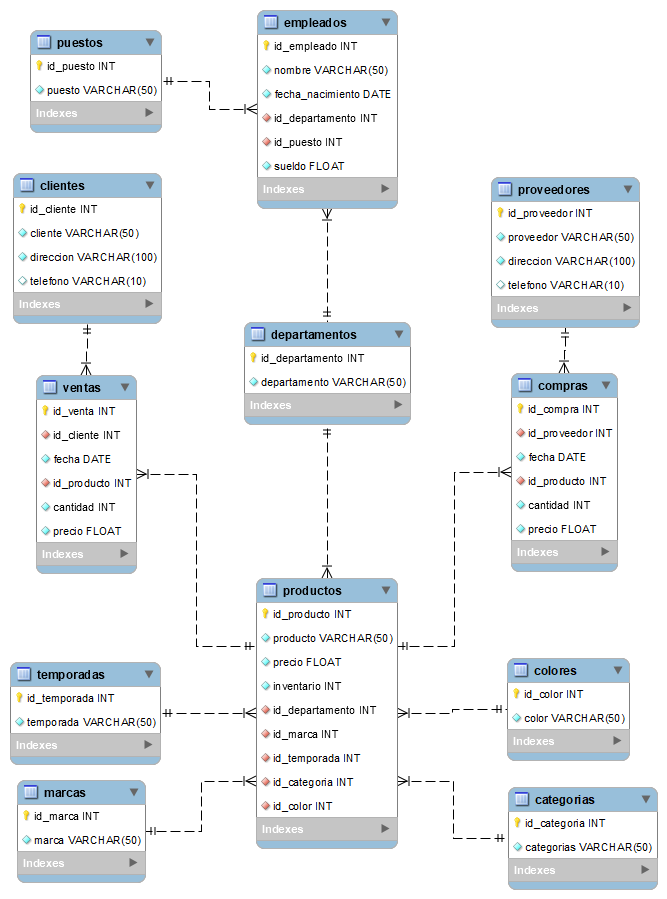 puestos
id_puesto INT
puesto VARCHAR(50)
Indexes
empleados
id_empleado INT
nombre VARCHAR(50)
fecha_nacimiento DATE
id_departamento INT
id_puesto INT
sueldo FLOAT
Indexes
clientes
id_cliente INT
cliente VARCHAR(50)
direccion VARCHAR(100)
telefono VARCHAR(10)
Indexes
proveedores
id_proveedor INT
proveedor VARCHAR(50)
direccion VARCHAR(100)
telefono VARCHAR(10)
Indexes
departamentos
id_departamento INT
departamento VARCHAR(50)
Indexes
ventas
id_venta INT
id_cliente INT
fecha DATE
id_producto INT
cantidad INT
precio FLOAT
Indexes
compras
id_compra INT
id_proveedor INT
fecha DATE
id_producto INT
cantidad INT
precio FLOAT
Indexes
productos
id_producto INT
producto VARCHAR(50)
precio FLOAT
inventario INT
id_departamento INT
id_marca INT
id_temporada INT
id_categoria INT
id_color INT
Indexes
temporadas
id_temporada INT
temporada VARCHAR(50)
Indexes
colores
id_color INT
color VARCHAR(50)
Indexes
marcas
id_marca INT
marca VARCHAR(50)
Indexes
categorias
id_categoria INT
categorias VARCHAR(50)
Indexes